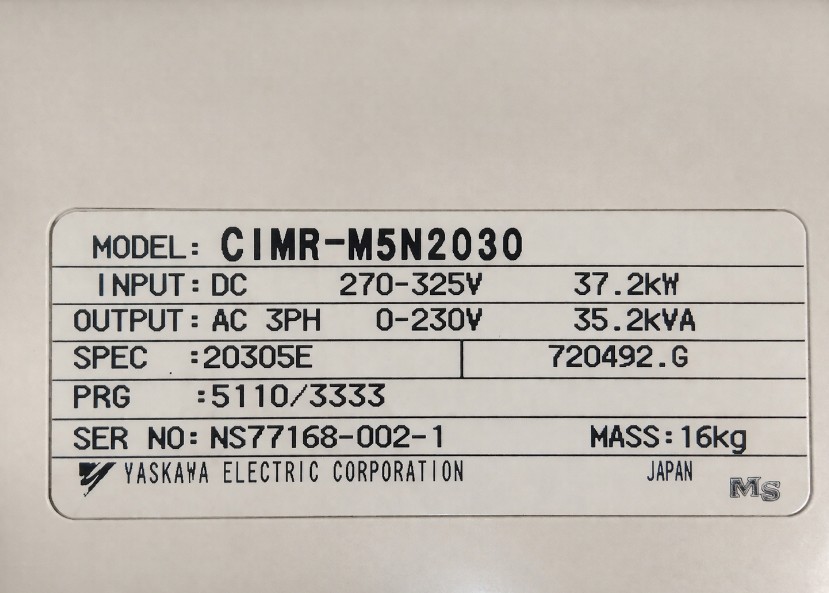 MODEL: CIMR-M5N2030
INPUT: DC 270-325V 37.2kW
OUTPUT: AC 3PH 0-230V 35.2kVA
SPEC :20305E 720492.G
PRG :5110/3333
SER NO: NS77168-002-1 MASS:16kg
YASKAWA ELECTRIC CORPORATION JAPAN MS